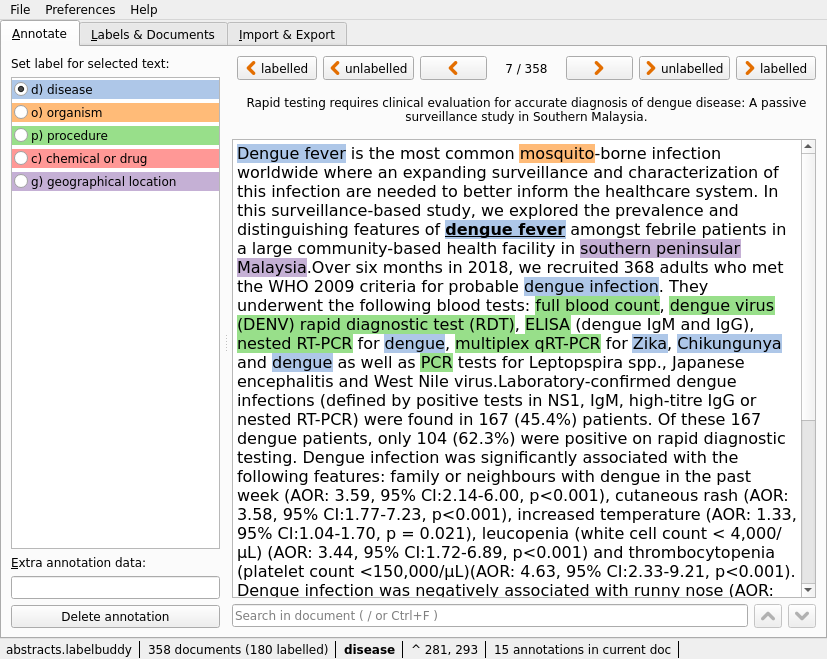 File Preferences Help
Annotate Labels & Documents Import & Export
Set label for selected text:
d) disease
o) organism
p) procedure
c) chemical or drug
g) geographical location
Extra annotation data:
Delete annotation
labelled unlabelled 7 / 358 unlabelled labelled
Rapid testing requires clinical evaluation for accurate diagnosis of dengue disease: A passive
surveillance study in Southern Malaysia.
Dengue fever is the most common mosquito-borne infection
worldwide where an expanding surveillance and characterization of
this infection are needed to better inform the healthcare system. In
this surveillance-based study, we explored the prevalence and
distinguishing features of dengue fever amongst febrile patients in
a large community-based health facility in southern peninsular
Malaysia.Over six months in 2018, we recruited 368 adults who met
the WHO 2009 criteria for probable dengue infection. They
underwent the following blood tests: full blood count, dengue virus
(DENV) rapid diagnostic test (RDT), ELISA (dengue IgM and IgG),
nested RT-PCR for dengue, multiplex qRT-PCR for Zika, Chikungunya
and dengue as well as PCR tests for Leptospira spp., Japanese
encephalitis and West Nile virus.Laboratory-confirmed dengue
infections (defined by positive tests in NS1, IgM, high-titre IgG or
nested RT-PCR) were found in 167 (45.4%) patients. Of these 167
dengue patients, only 104 (62.3%) were positive on rapid diagnostic
testing. Dengue infection was significantly associated with the
following features: family or neighbours with dengue in the past
week (AOR: 3.59, 95% CI:2.14-6.00, p<0.001), cutaneous rash (AOR:
3.58, 95% CI:1.77-7.23, p<0.001), increased temperature (AOR: 1.33,
95% CI:1.04-1.70, p = 0.021), leucopenia (white cell count < 4,000/
μL) (AOR: 3.44, 95% CI:1.72-6.89, p<0.001) and thrombocytopenia
(platelet count <150,000/μL)(AOR: 4.63, 95% CI:2.33-9.21, p<0.001).
Dengue infection was negatively associated with runny nose (AOR:
Search in document ( / or Ctrl+F )
abstracts.labelbuddy 358 documents (180 labelled) disease ^ 281, 293 15 annotations in current doc